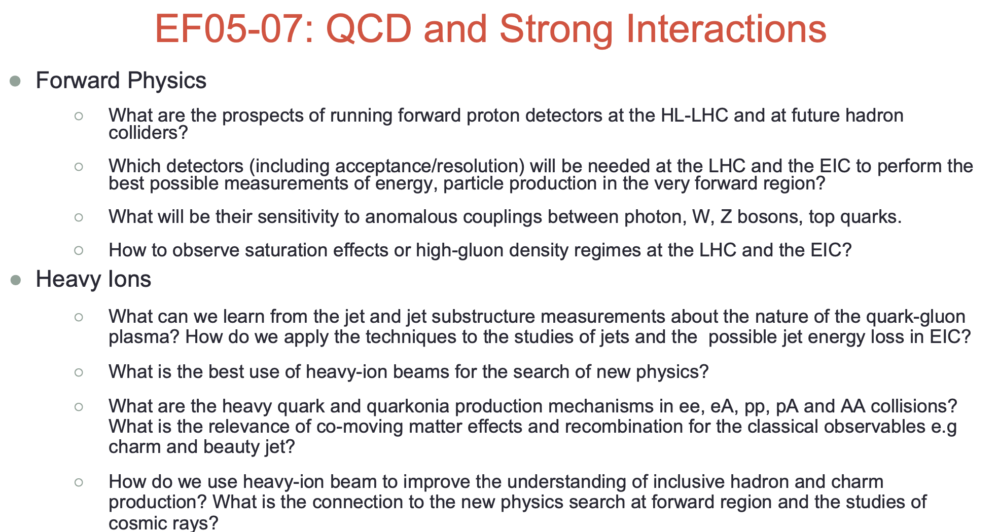 EF05-07: QCD and Strong Interactions
Forward Physics
What are the prospects of running forward proton detectors at the HL-LHC and at future hadron
colliders?
Which detectors (including acceptance/resolution) will be needed at the LHC and the EIC to perform the
best possible measurements of energy, particle production in the very forward region?
What will be their sensitivity to anomalous couplings between photon, W, Z bosons, top quarks.
How to observe saturation effects or high-gluon density regimes at the LHC and the EIC?
Heavy Ions
What can we learn from the jet and jet substructure measurements about the nature of the quark-gluon
plasma? How do we apply the techniques to the studies of jets and the  possible jet energy loss in EIC?
What is the best use of heavy-ion beams for the search of new physics?
What are the heavy quark and quarkonia production mechanisms in ee, eA, pp, pA and AA collisions?
What is the relevance of co-moving matter effects and recombination for the classical observables e.g
charm and beauty jet?
How do we use heavy-ion beam to improve the understanding of inclusive hadron and charm
production? What is the connection to the new physics search at forward region and the studies of
cosmic rays?